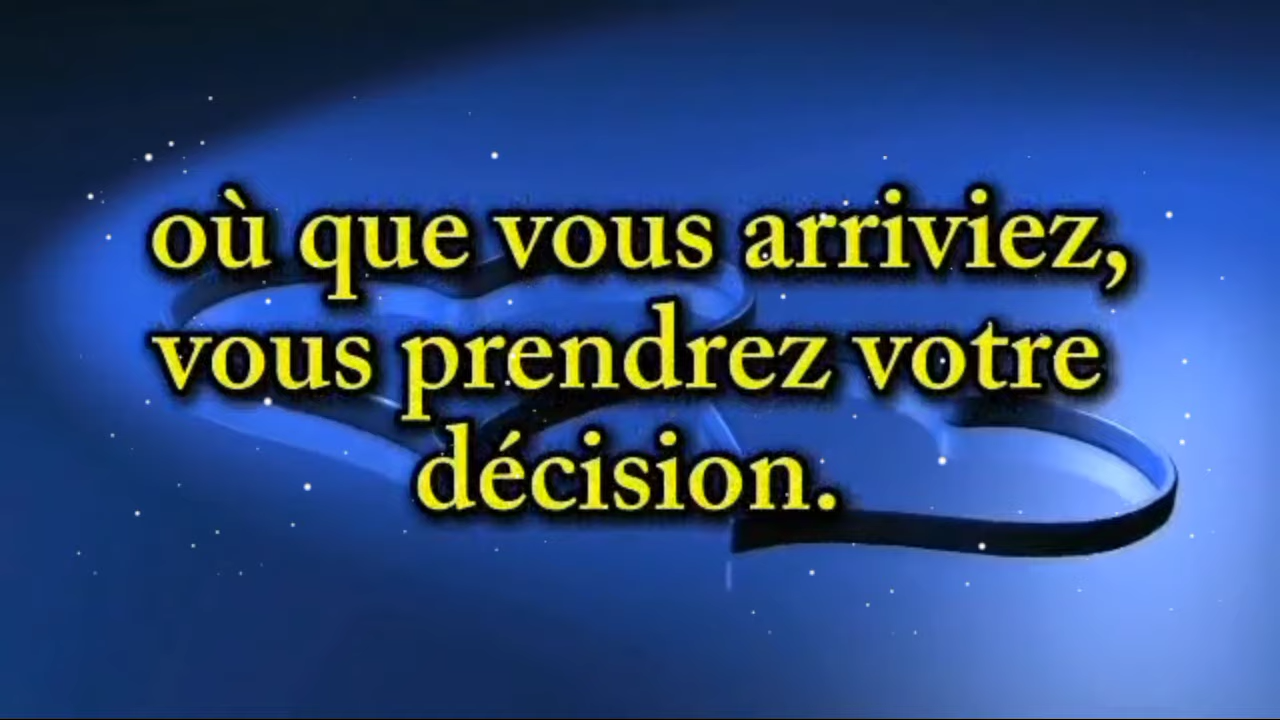 où que vous arriviez,
vous prendrez votre
décision.